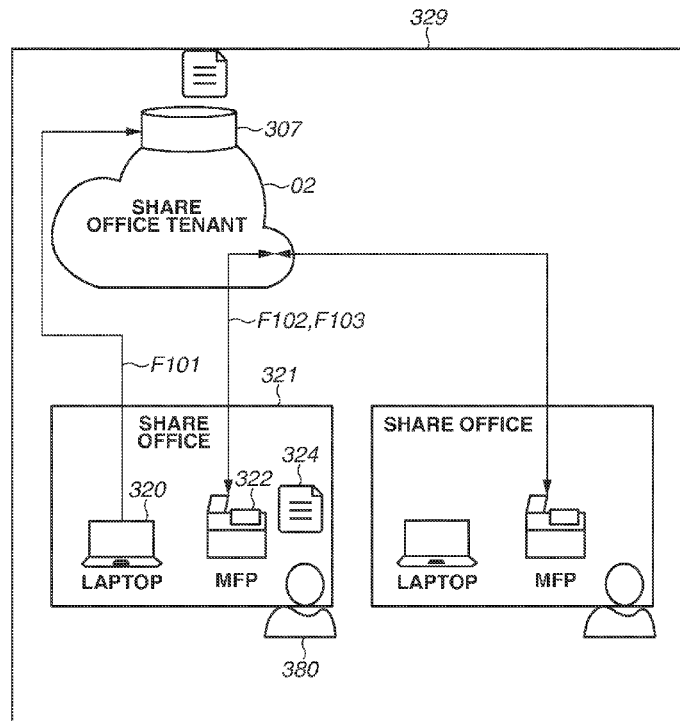 329
307
02
SHARE
OFFICE TENANT
F102,F103
F101
321
SHARE
OFFICE
SHARE OFFICE
324
322
320
LAPTOP
MFP
LAPTOP
MFP
380